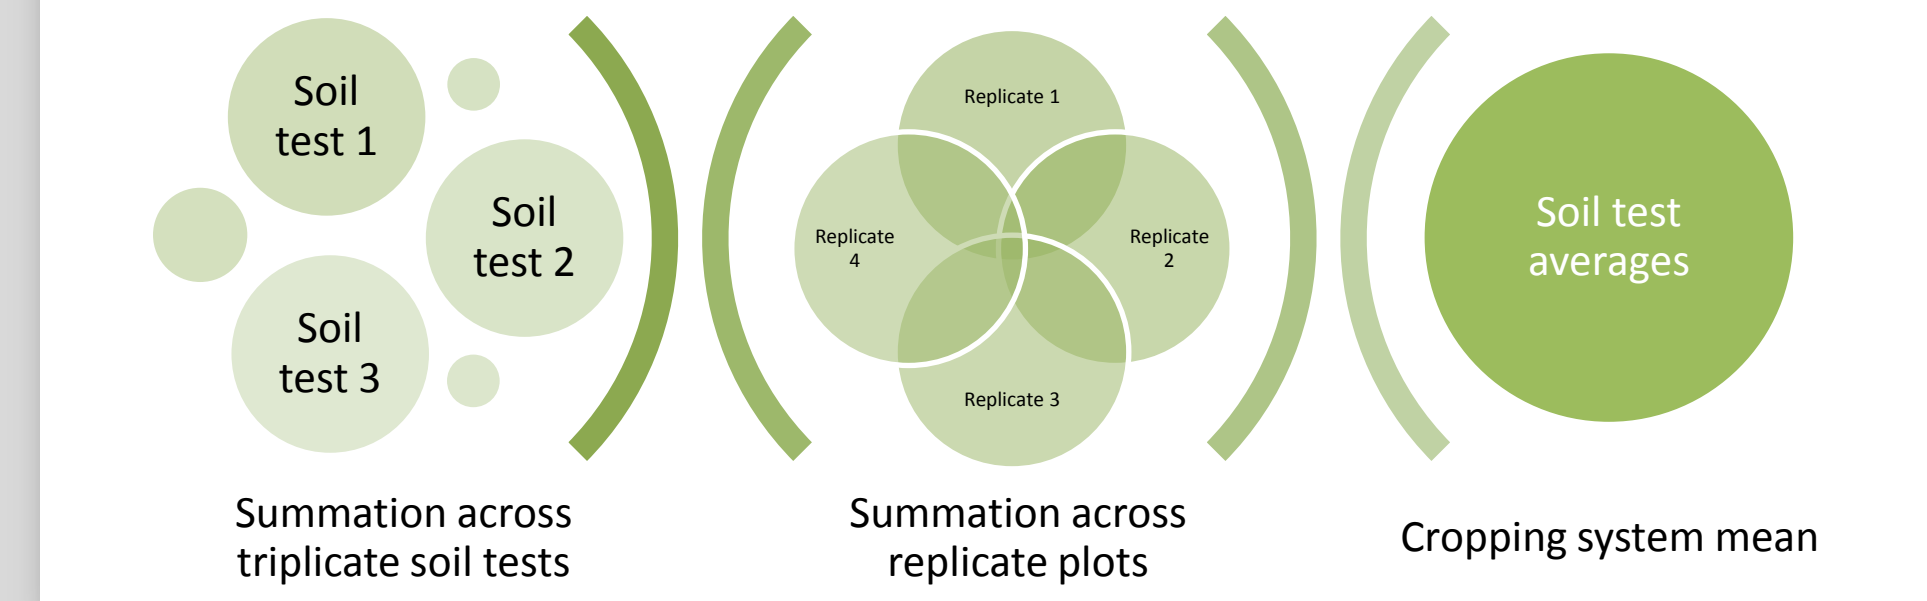 Soil
test 1
Soil
test 2
Soil
test 3
Summation across
triplicate soil tests
Replicate 1
Replicate
2
Replicate 3
Replicate
4
Summation across
replicate plots
Soil test
averages
Cropping system mean